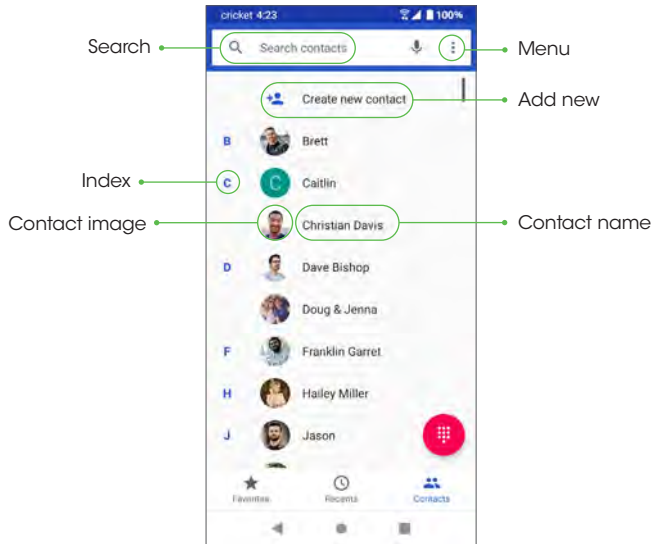 cricket 4:23 100%
Search
Search contacts
Menu
Create new contact
Add new
B Brett
Index
C C Caitlin
Contact image
Christian Davis
Contact name
D Dave Bishop
Doug & Jenna
F Franklin Garret
H Hailey Miller
J Jason
Favorites Recents Contacts